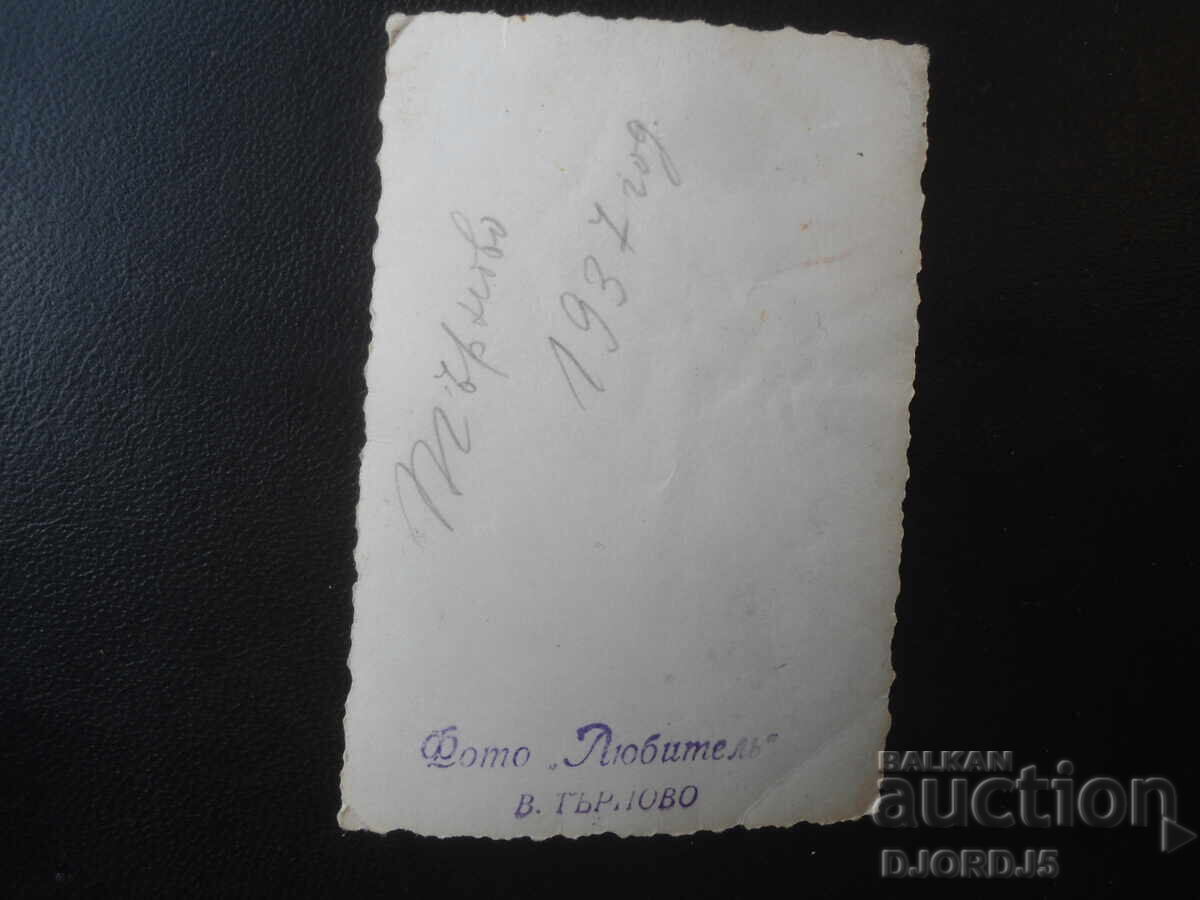 Търново
1937 год.
Фото „Любитель“
В. ТЪРНОВО
BALKAN
auction
DJORDJ5